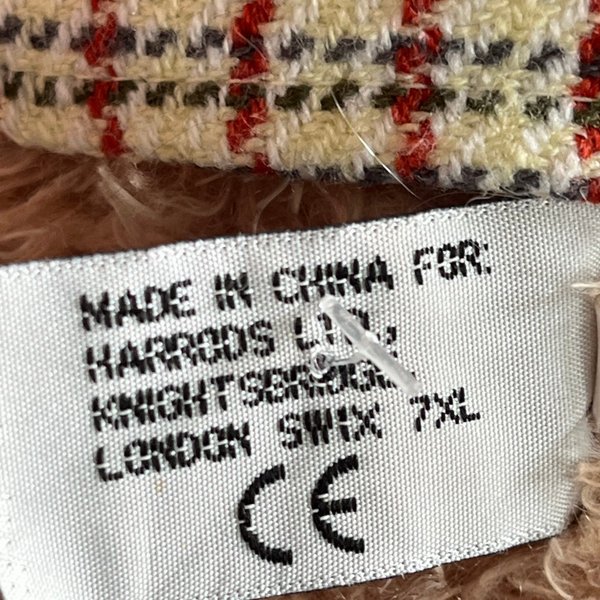 MADE IN CHINA FOR:
HARRODS LTD
KNIGHTSBRIDGE,
LONDON SW1X 7XL
CE